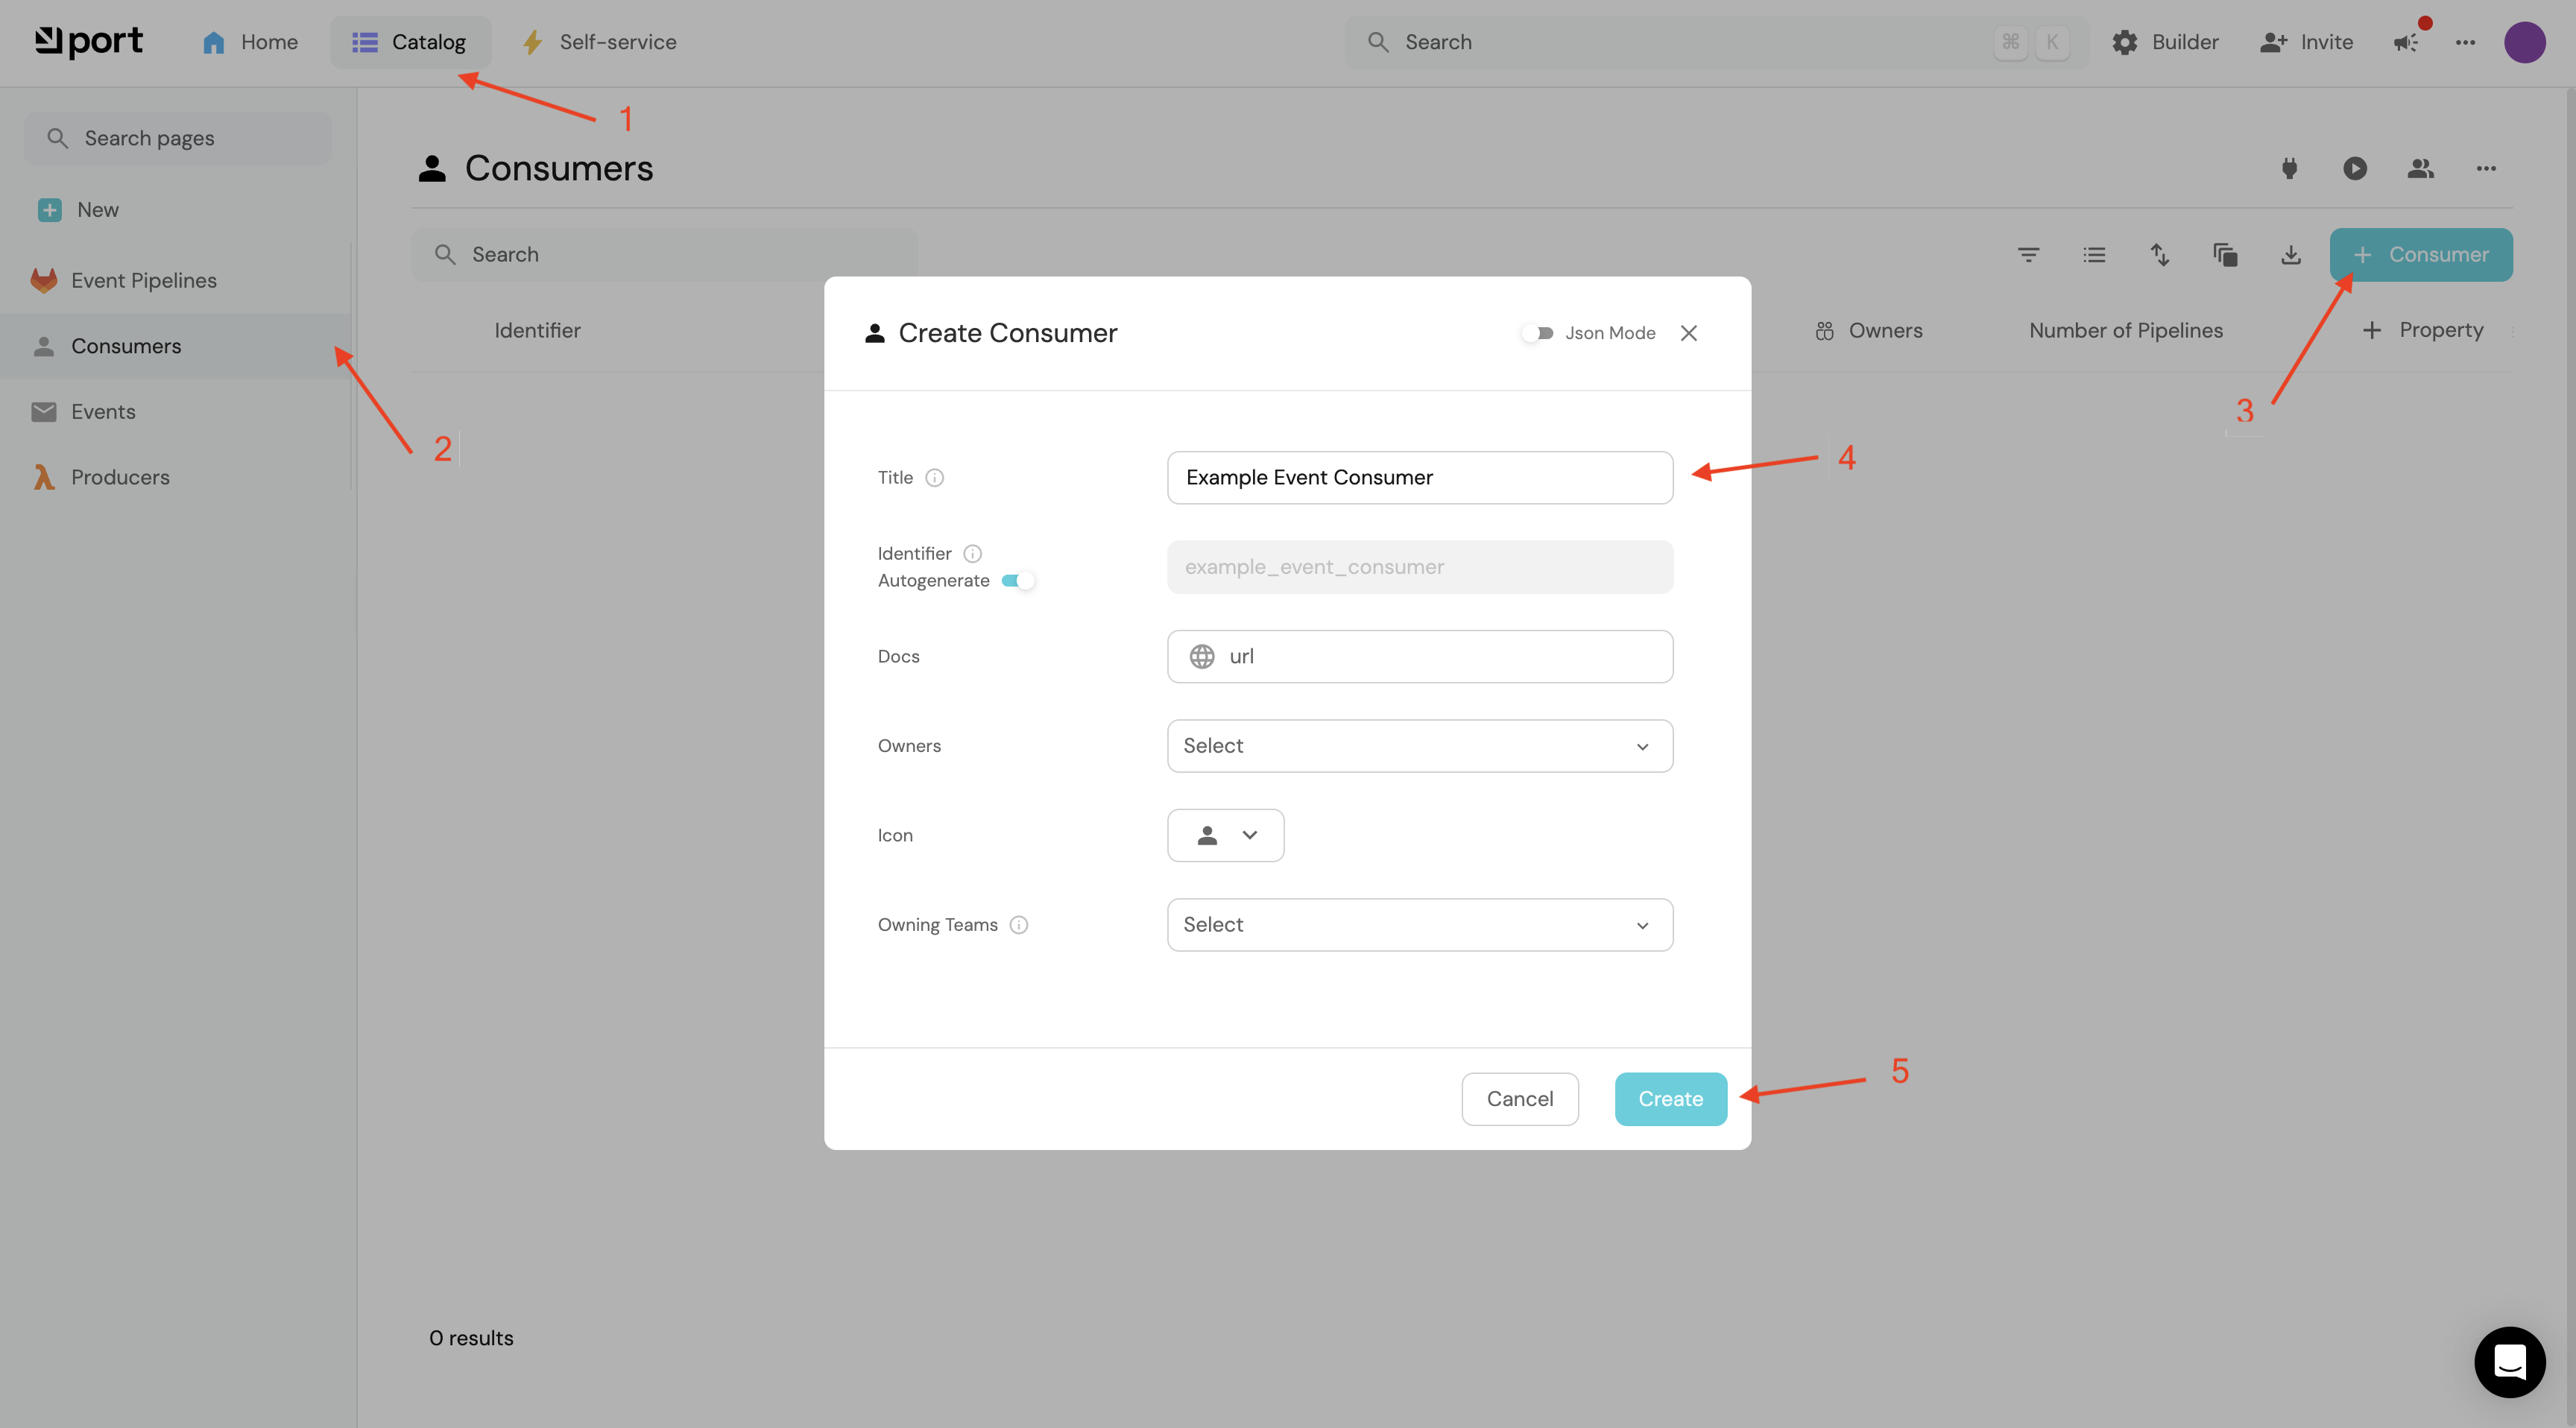 port
Home
Catalog
Self-service
Search
⌘ K
Builder
Invite
1
Search pages
New
Event Pipelines
Consumers
Events
Producers
2
Consumers
Search
+ Consumer
Identifier
Owners
Number of Pipelines
+ Property
3
Create Consumer
Json Mode
Title
Example Event Consumer
4
Identifier
Autogenerate
example_event_consumer
Docs
url
Owners
Select
Icon
Owning Teams
Select
Cancel
Create
5
0 results